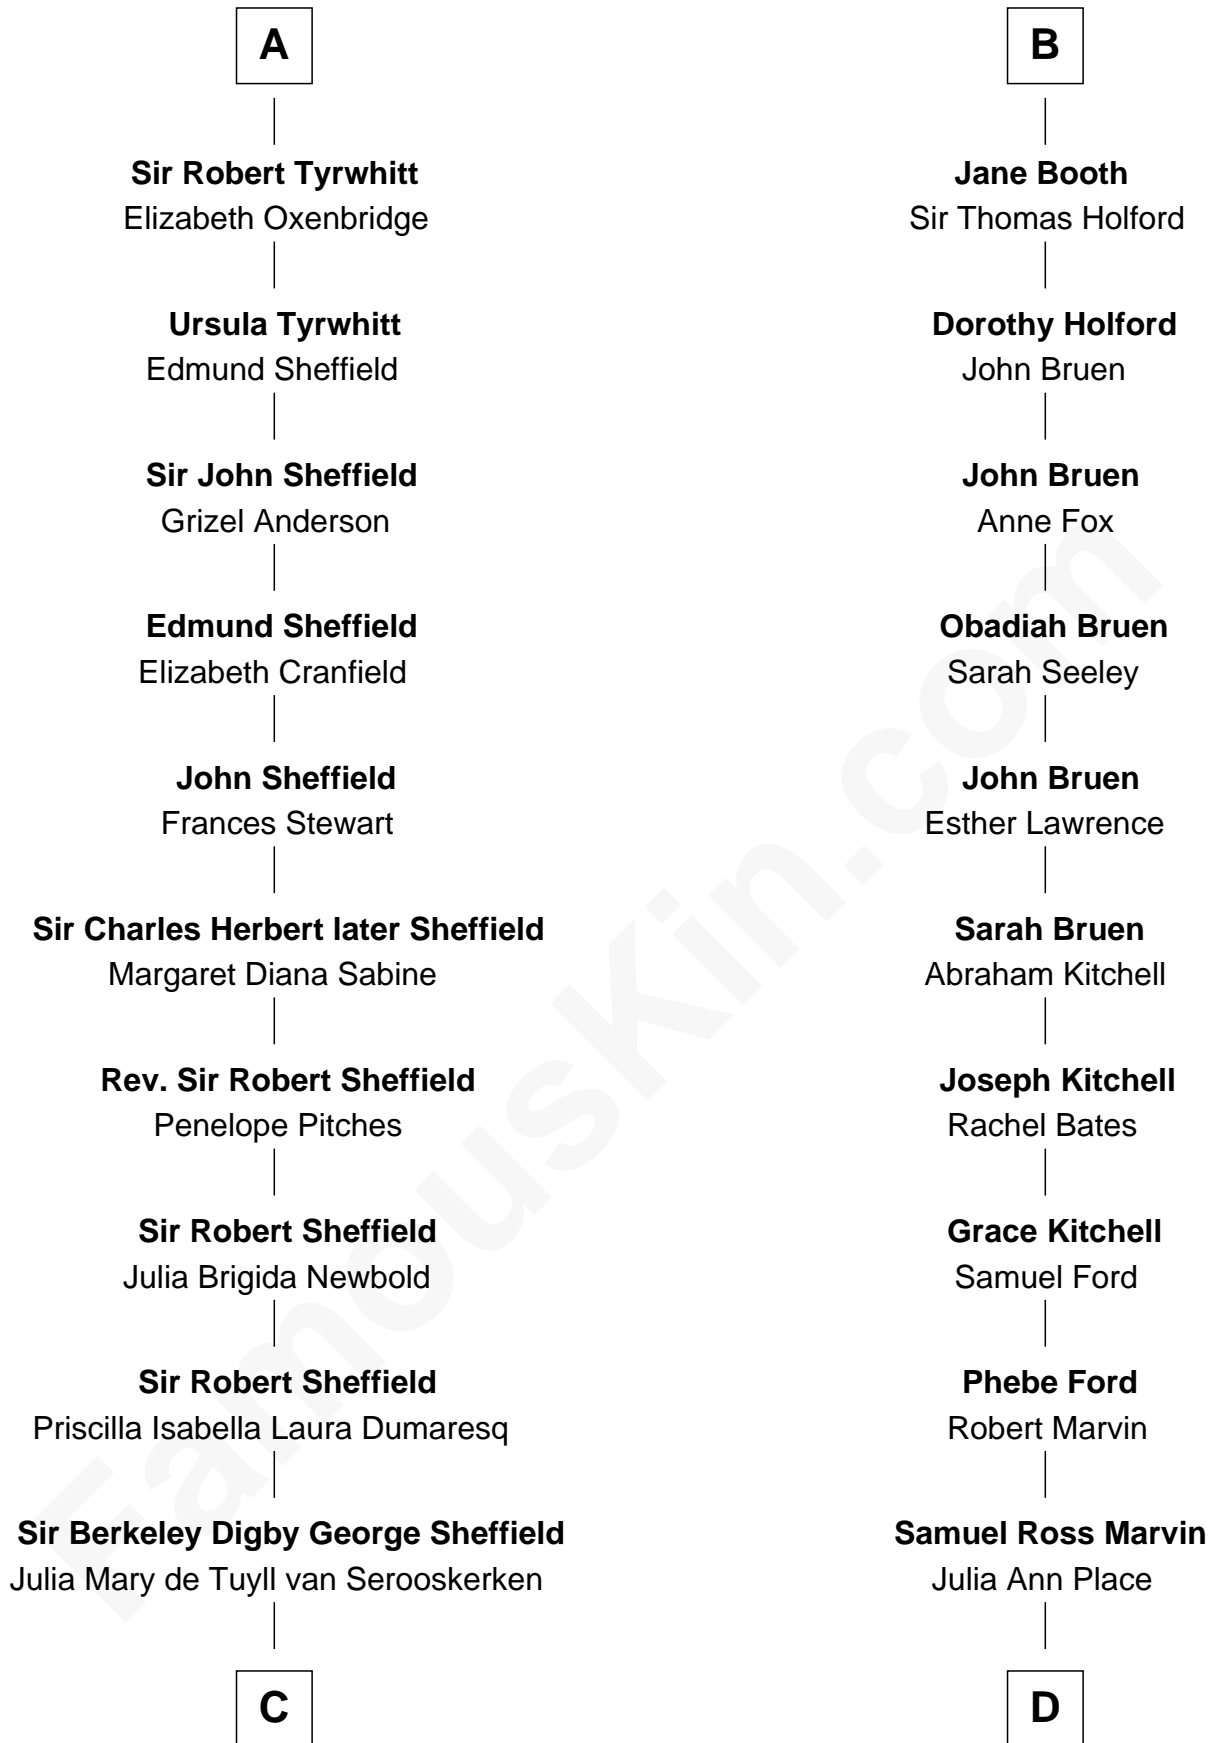 A
Sir Robert Tyrwhitt
Elizabeth Oxenbridge
Ursula Tyrwhitt
Edmund Sheffield
Sir John Sheffield
Grizel Anderson
Edmund Sheffield
Elizabeth Cranfield
John Sheffield
Frances Stewart
Sir Charles Herbert later Sheffield
Margaret Diana Sabine
Rev. Sir Robert Sheffield
Penelope Pitches
Sir Robert Sheffield
Julia Brigida Newbold
Sir Robert Sheffield
Priscilla Isabella Laura Dumaresq
Sir Berkeley Digby George Sheffield
Julia Mary de Tuyll van Serooskerken
C
B
Jane Booth
Sir Thomas Holford
Dorothy Holford
John Bruen
John Bruen
Anne Fox
Obadiah Bruen
Sarah Seeley
John Bruen
Esther Lawrence
Sarah Bruen
Abraham Kitchell
Joseph Kitchell
Rachel Bates
Grace Kitchell
Samuel Ford
Phebe Ford
Robert Marvin
Samuel Ross Marvin
Julia Ann Place
D
FamousKin.com